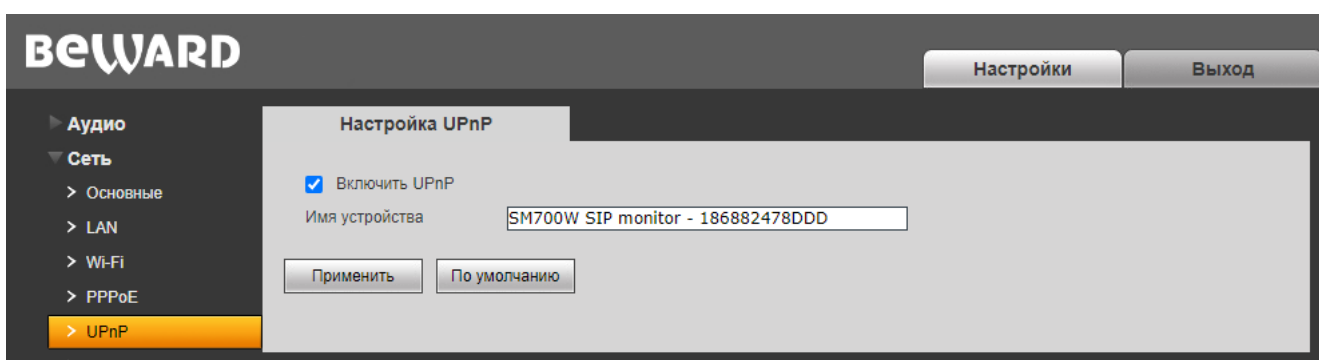 BEWARD
Настройки
Выход
Аудио
Сеть
> Основные
> LAN
> Wi-Fi
> PPPoE
> UPnP
Настройка UPnP
Включить UPnP
Имя устройства SM700W SIP monitor - 186882478DDD
Применить По умолчанию